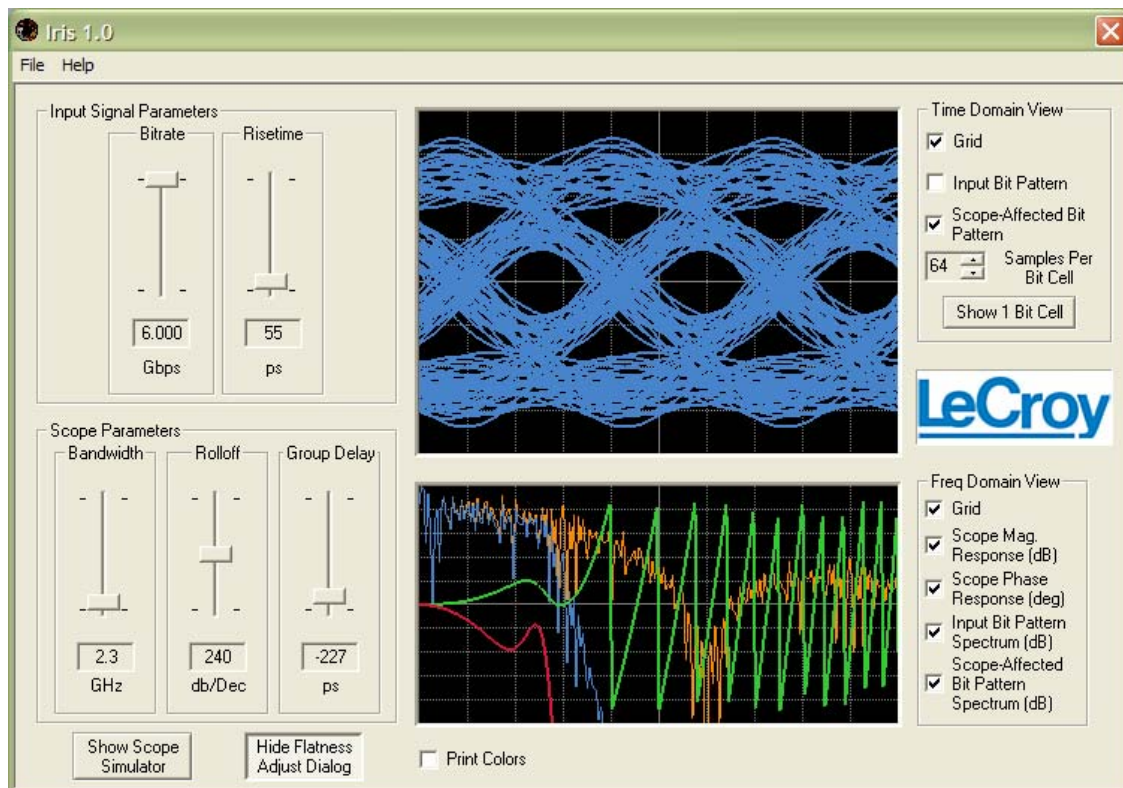 Iris 1.0
File Help
Input Signal Parameters
Bitrate
6.000
Gbps
Risetime
55
ps
Scope Parameters
Bandwidth
2.3
GHz
Rolloff
240
db/Dec
Group Delay
-227
ps
Show Scope
Simulator
Hide Flatness
Adjust Dialog
Print Colors
Time Domain View
Grid
Input Bit Pattern
Scope-Affected Bit
Pattern
64
Samples Per
Bit Cell
Show 1 Bit Cell
LeCroy
Freq Domain View
Grid
Scope Mag.
Response (dB)
Scope Phase
Response (deg)
Input Bit Pattern
Spectrum (dB)
Scope-Affected
Bit Pattern
Spectrum (dB)